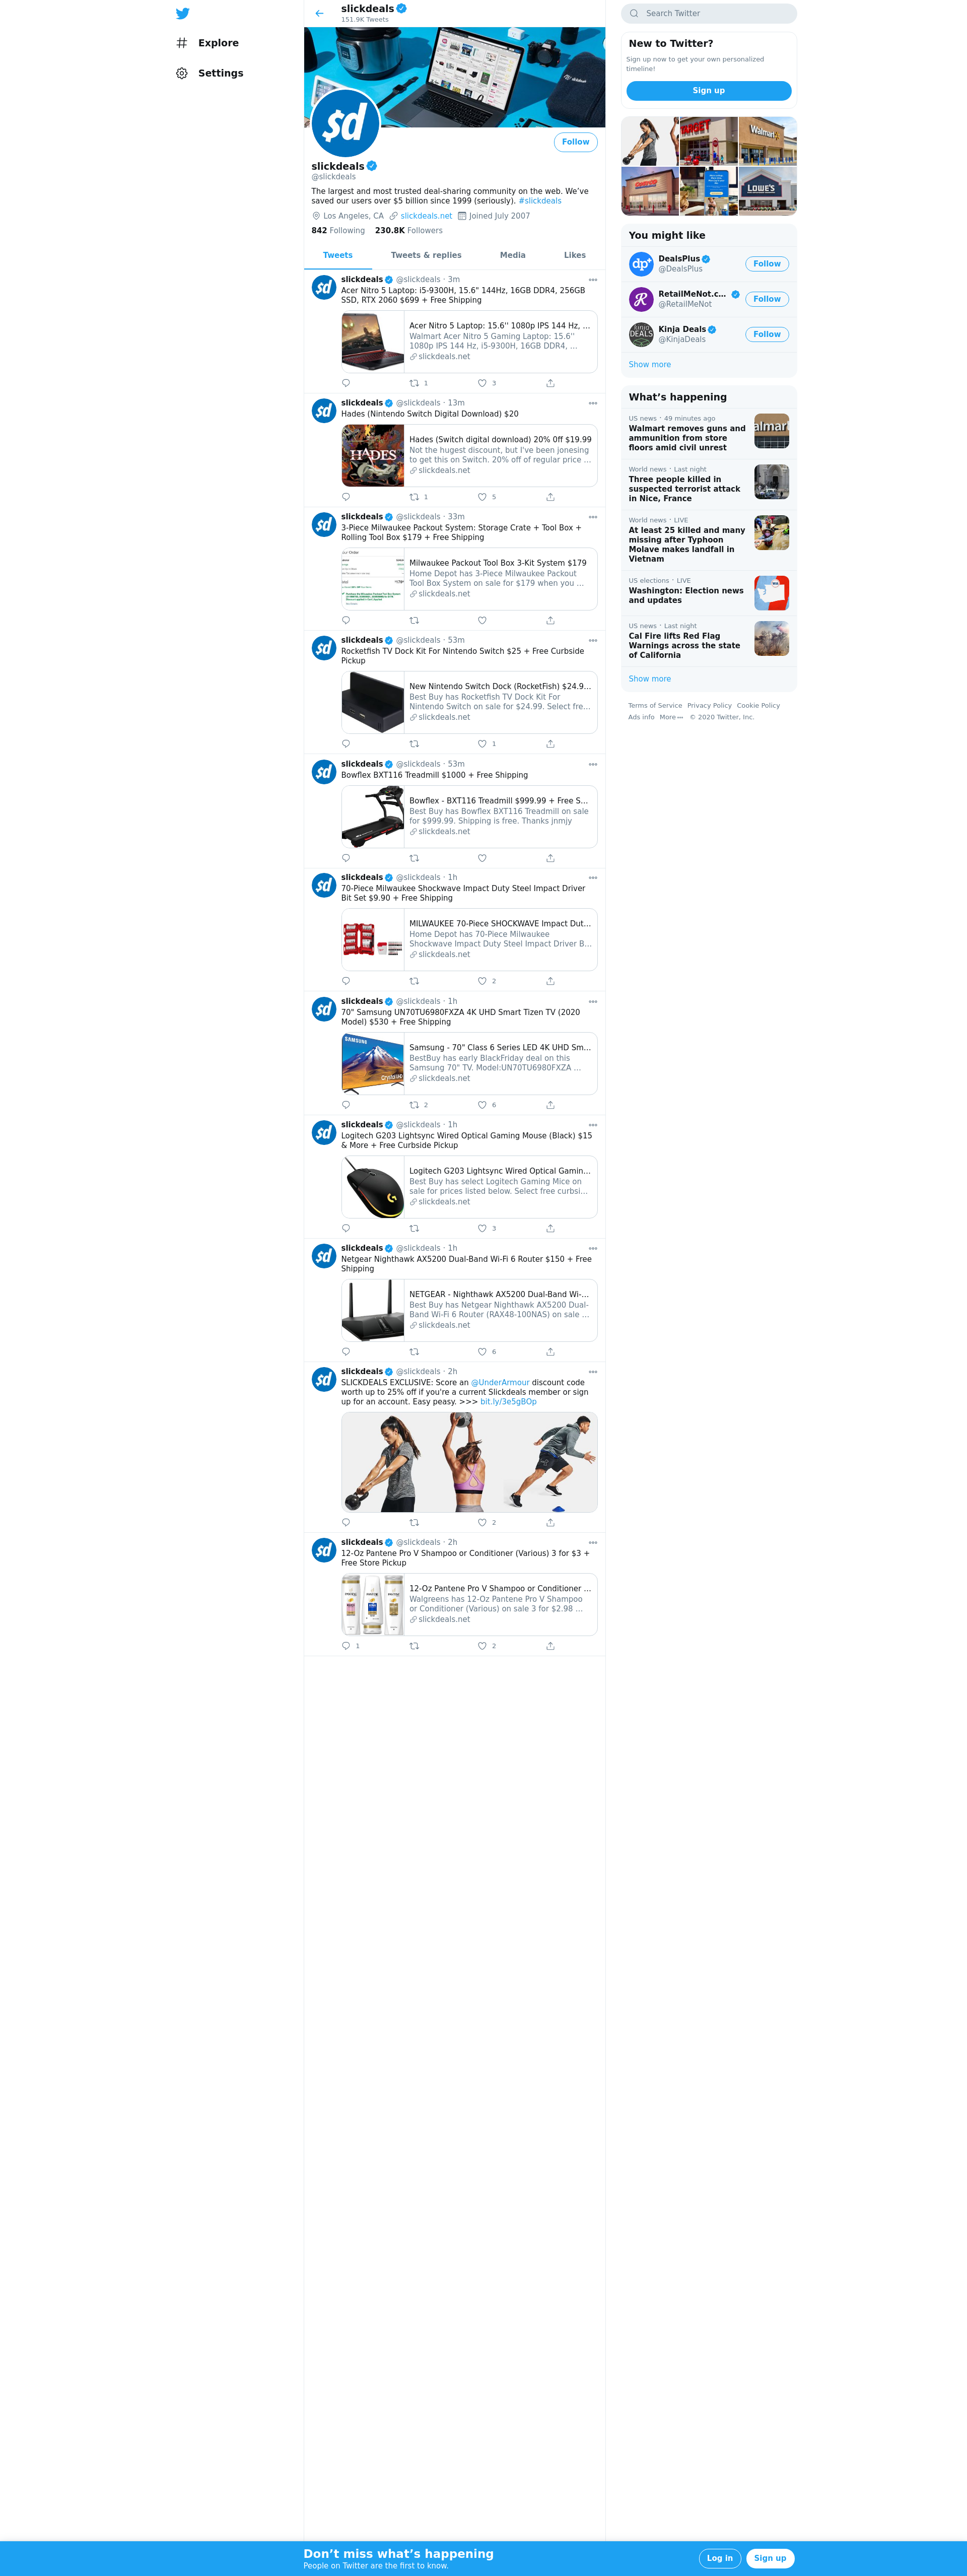 Explore
Settings
slickdeals
151.9K Tweets
$d
Follow
slickdeals
@slickdeals
The largest and most trusted deal-sharing community on the web. We’ve
saved our users over $5 billion since 1999 (seriously). #slickdeals
Los Angeles, CA slickdeals.net Joined July 2007
842 Following 230.8K Followers
Tweets Tweets & replies Media Likes
slickdeals @slickdeals · 3m
Acer Nitro 5 Laptop: i5-9300H, 15.6" 144Hz, 16GB DDR4, 256GB
SSD, RTX 2060 $699 + Free Shipping
Acer Nitro 5 Laptop: 15.6'' 1080p IPS 144 Hz, ...
Walmart Acer Nitro 5 Gaming Laptop: 15.6''
1080p IPS 144 Hz, i5-9300H, 16GB DDR4, ...
slickdeals.net
1 3
slickdeals @slickdeals · 13m
Hades (Nintendo Switch Digital Download) $20
HADES
Hades (Switch digital download) 20% 0ff $19.99
Not the hugest discount, but I've been jonesing
to get this on Switch. 20% off of regular price ...
slickdeals.net
1 5
slickdeals @slickdeals · 33m
3-Piece Milwaukee Packout System: Storage Crate + Tool Box +
Rolling Tool Box $179 + Free Shipping
Milwaukee Packout Tool Box 3-Kit System $179
Home Depot has 3-Piece Milwaukee Packout
Tool Box System on sale for $179 when you ...
slickdeals.net
slickdeals @slickdeals · 53m
Rocketfish TV Dock Kit For Nintendo Switch $25 + Free Curbside
Pickup
New Nintendo Switch Dock (RocketFish) $24.9...
Best Buy has Rocketfish TV Dock Kit For
Nintendo Switch on sale for $24.99. Select fre...
slickdeals.net
1
slickdeals @slickdeals · 53m
Bowflex BXT116 Treadmill $1000 + Free Shipping
Bowflex - BXT116 Treadmill $999.99 + Free S...
Best Buy has Bowflex BXT116 Treadmill on sale
for $999.99. Shipping is free. Thanks jnmjy
slickdeals.net
slickdeals @slickdeals · 1h
70-Piece Milwaukee Shockwave Impact Duty Steel Impact Driver
Bit Set $9.90 + Free Shipping
MILWAUKEE 70-Piece SHOCKWAVE Impact Dut...
Home Depot has 70-Piece Milwaukee
Shockwave Impact Duty Steel Impact Driver B...
slickdeals.net
2
slickdeals @slickdeals · 1h
70" Samsung UN70TU6980FXZA 4K UHD Smart Tizen TV (2020
Model) $530 + Free Shipping
SAMSUNG
Samsung - 70" Class 6 Series LED 4K UHD Sm...
BestBuy has early BlackFriday deal on this
Samsung 70" TV. Model:UN70TU6980FXZA ...
slickdeals.net
2 6
slickdeals @slickdeals · 1h
Logitech G203 Lightsync Wired Optical Gaming Mouse (Black) $15
& More + Free Curbside Pickup
Logitech G203 Lightsync Wired Optical Gamin...
Best Buy has select Logitech Gaming Mice on
sale for prices listed below. Select free curbsi...
slickdeals.net
3
slickdeals @slickdeals · 1h
Netgear Nighthawk AX5200 Dual-Band Wi-Fi 6 Router $150 + Free
Shipping
NETGEAR - Nighthawk AX5200 Dual-Band Wi-...
Best Buy has Netgear Nighthawk AX5200 Dual-
Band Wi-Fi 6 Router (RAX48-100NAS) on sale ...
slickdeals.net
6
slickdeals @slickdeals · 2h
SLICKDEALS EXCLUSIVE: Score an @UnderArmour discount code
worth up to 25% off if you're a current Slickdeals member or sign
up for an account. Easy peasy. >>> bit.ly/3e5gBOp
2
slickdeals @slickdeals · 2h
12-Oz Pantene Pro V Shampoo or Conditioner (Various) 3 for $3 +
Free Store Pickup
12-Oz Pantene Pro V Shampoo or Conditioner ...
Walgreens has 12-Oz Pantene Pro V Shampoo
or Conditioner (Various) on sale 3 for $2.98 ...
slickdeals.net
1 2
Search Twitter
New to Twitter?
Sign up now to get your own personalized
timeline!
Sign up
TARGET
Walmart
LOWE'S
You might like
DealsPlus
@DealsPlus
Follow
RetailMeNot.c...
@RetailMeNot
Follow
Kinja Deals
@KinjaDeals
Follow
Show more
What’s happening
US news · 49 minutes ago
Walmart removes guns and
ammunition from store
floors amid civil unrest
World news · Last night
Three people killed in
suspected terrorist attack
in Nice, France
World news · LIVE
At least 25 killed and many
missing after Typhoon
Molave makes landfall in
Vietnam
US elections · LIVE
Washington: Election news
and updates
US news · Last night
Cal Fire lifts Red Flag
Warnings across the state
of California
Show more
Terms of Service Privacy Policy Cookie Policy
Ads info More © 2020 Twitter, Inc.
Don’t miss what’s happening
People on Twitter are the first to know.
Log in Sign up